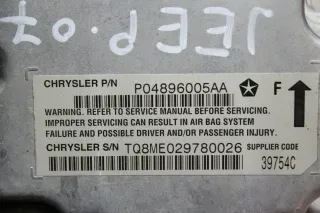 JEEP.07
CHRYSLER P/N P04896005AA F
WARNING. REFER TO SERVICE MANUAL BEFORE SERVICING.
IMPROPER SERVICING CAN RESULT IN AIR BAG SYSTEM
FAILURE AND POSSIBLE DRIVER AND/OR PASSENGER INJURY.
CHRYSLER S/N TQ8ME029780026 SUPPLIER CODE
39754C